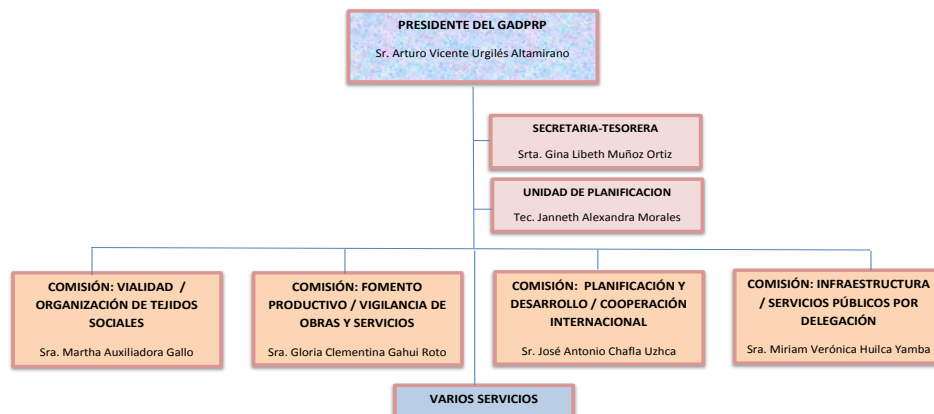 PRESIDENTE DEL GADPRP
Sr. Arturo Vicente Urgilés Altamirano
SECRETARIA-TESORERA
Srta. Gina Libeth Muñoz Ortiz
UNIDAD DE PLANIFICACION
Tec. Janneth Alexandra Morales
COMISIÓN: VIALIDAD /
ORGANIZACIÓN DE TEJIDOS
SOCIALES
Sra. Martha Auxiliadora Gallo
COMISIÓN: FOMENTO
PRODUCTIVO / VIGILANCIA DE
OBRAS Y SERVICIOS
Sra. Gloria Clementina Gahui Roto
COMISIÓN: PLANIFICACIÓN Y
DESARROLLO / COOPERACIÓN
INTERNACIONAL
Sr. José Antonio Chafla Uzhca
COMISIÓN: INFRAESTRUCTURA
/ SERVICIOS PÚBLICOS POR
DELEGACIÓN
Sra. Miriam Verónica Huilca Yamba
VARIOS SERVICIOS